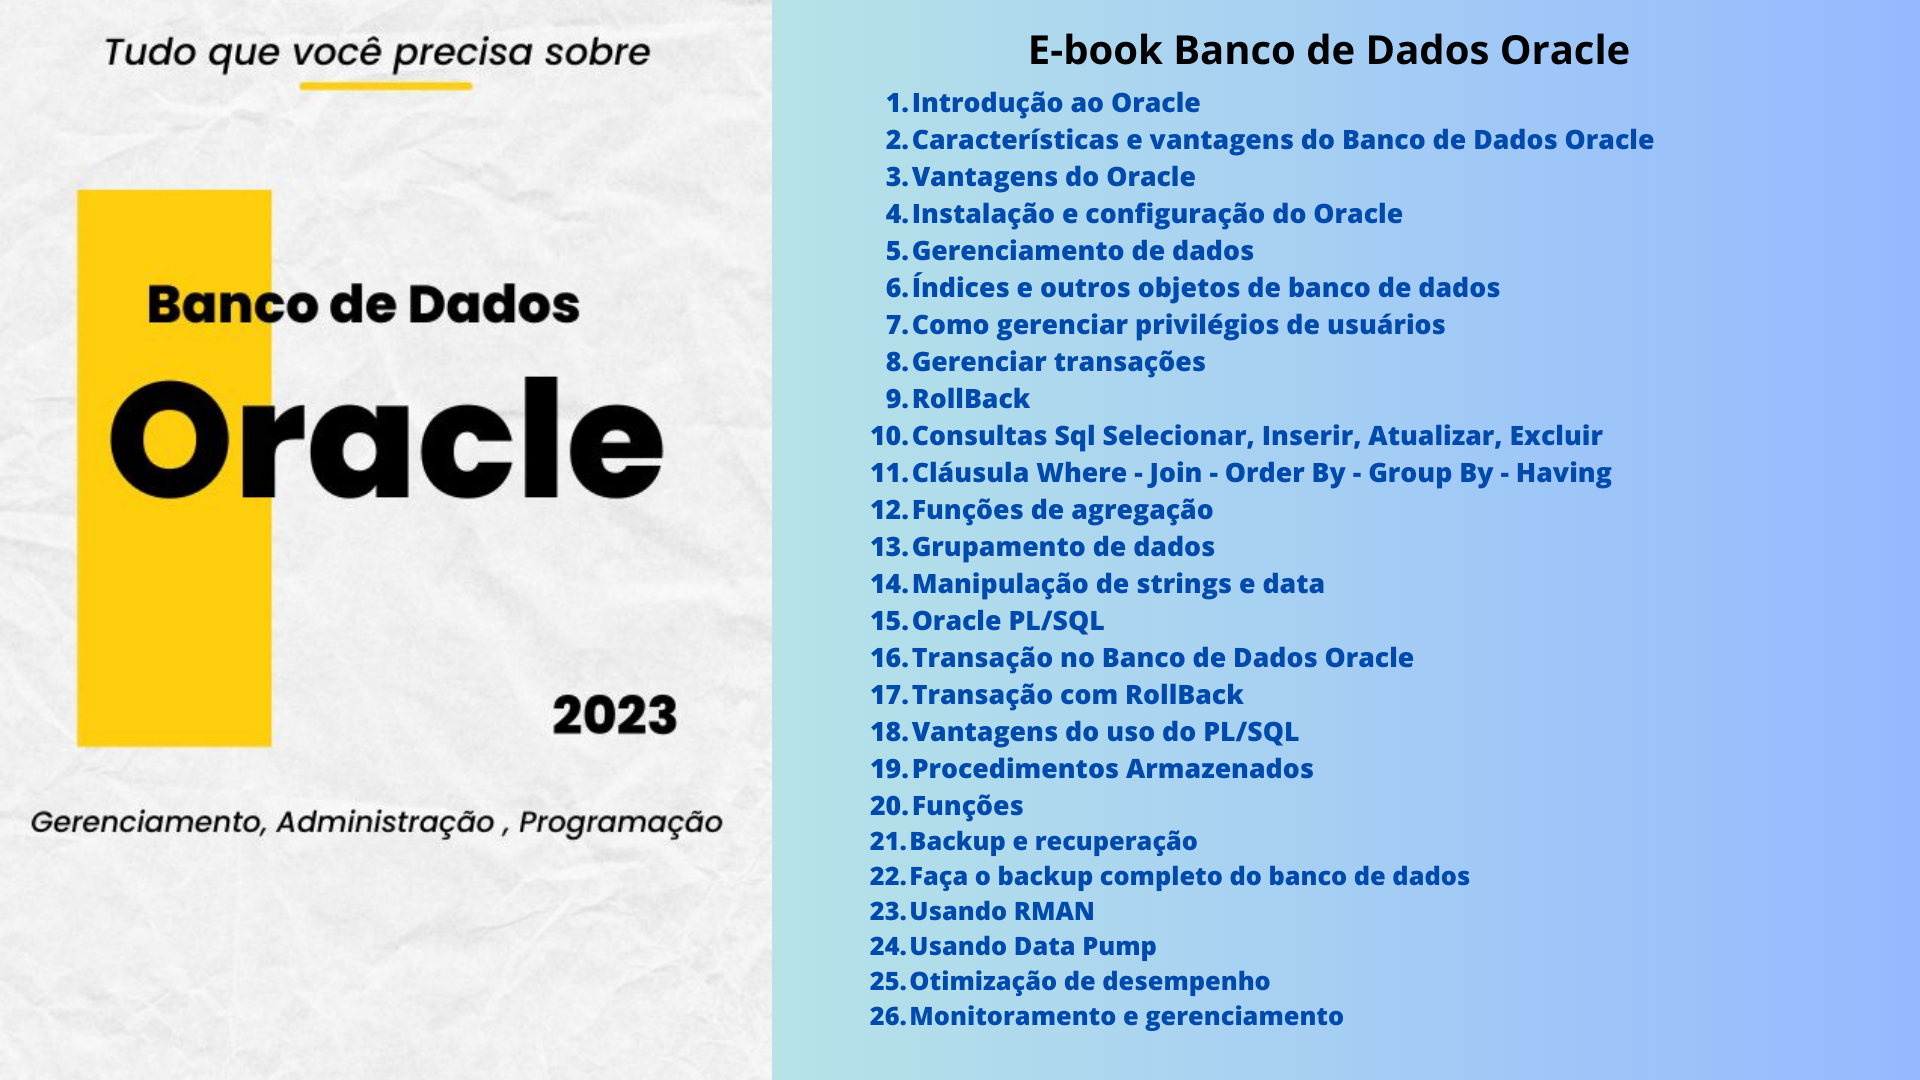 Tudo que você precisa sobre
Banco de Dados
Oracle
2023
Gerenciamento, Administração , Programação
E-book Banco de Dados Oracle
1. Introdução ao Oracle
2. Características e vantagens do Banco de Dados Oracle
3. Vantagens do Oracle
4. Instalação e configuração do Oracle
5. Gerenciamento de dados
6. Índices e outros objetos de banco de dados
7. Como gerenciar privilégios de usuários
8. Gerenciar transações
9. RollBack
10. Consultas Sql Selecionar, Inserir, Atualizar, Excluir
11. Cláusula Where - Join - Order By - Group By - Having
12. Funções de agregação
13. Grupamento de dados
14. Manipulação de strings e data
15. Oracle PL/SQL
16. Transação no Banco de Dados Oracle
17. Transação com RollBack
18. Vantagens do uso do PL/SQL
19. Procedimentos Armazenados
20. Funções
21. Backup e recuperação
22. Faça o backup completo do banco de dados
23. Usando RMAN
24. Usando Data Pump
25. Otimização de desempenho
26. Monitoramento e gerenciamento